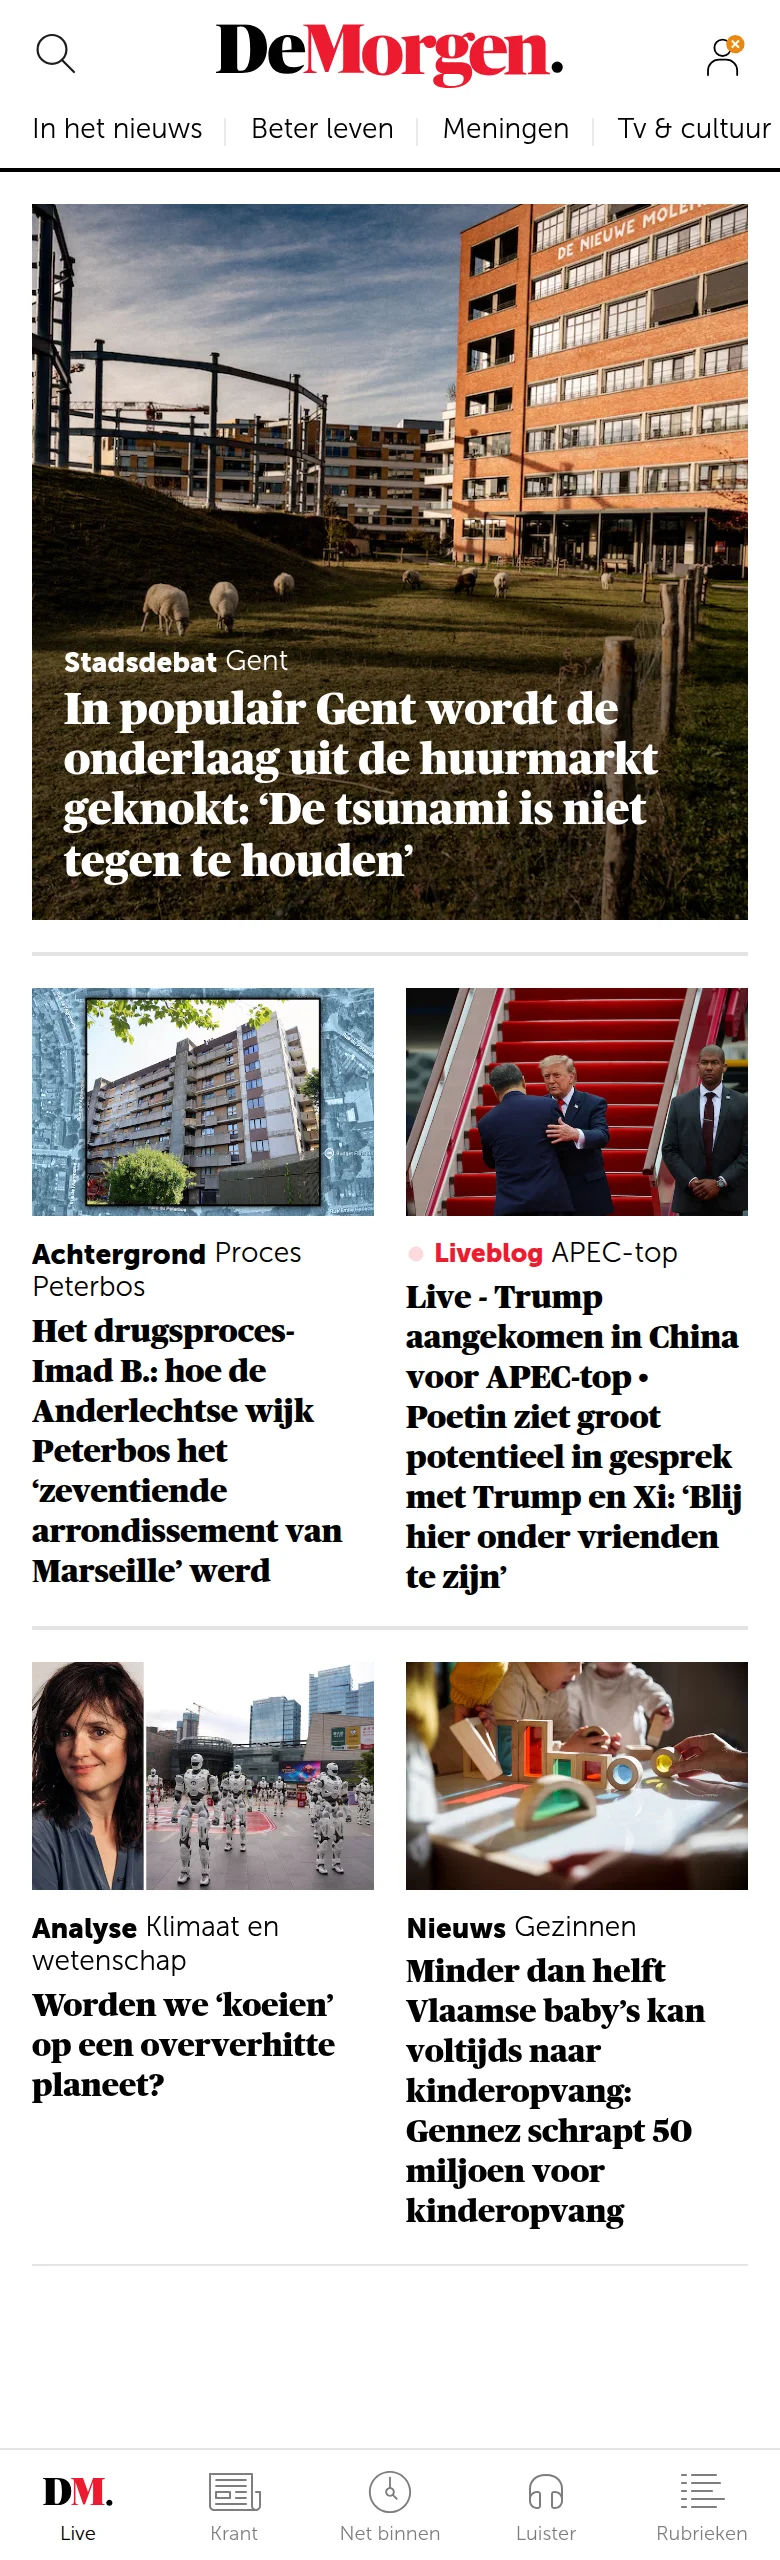 DeMorgen.
In het nieuws
Beter leven
Meningen
Tv & cultuur
DE NIEUWE MOLEN
Stadsdebat Gent
In populair Gent wordt de
onderlaag uit de huurmarkt
geknokt: ‘De tsunami is niet
tegen te houden’
Achtergrond Proces
Peterbos
Het drugsproces-
Imad B.: hoe de
Anderlechtse wijk
Peterbos het
‘zeventiende
arrondissement van
Marseille’ werd
Liveblog APEC-top
Live - Trump
aangekomen in China
voor APEC-top •
Poetin ziet groot
potentieel in gesprek
met Trump en Xi: ‘Blij
hier onder vrienden
te zijn’
Analyse Klimaat en
wetenschap
Worden we ‘koeien’
op een oververhitte
planeet?
Nieuws Gezinnen
Minder dan helft
Vlaamse baby’s kan
voltijds naar
kinderopvang:
Gennez schrapt 50
miljoen voor
kinderopvang
DM.
Live
Krant
Net binnen
Luister
Rubrieken